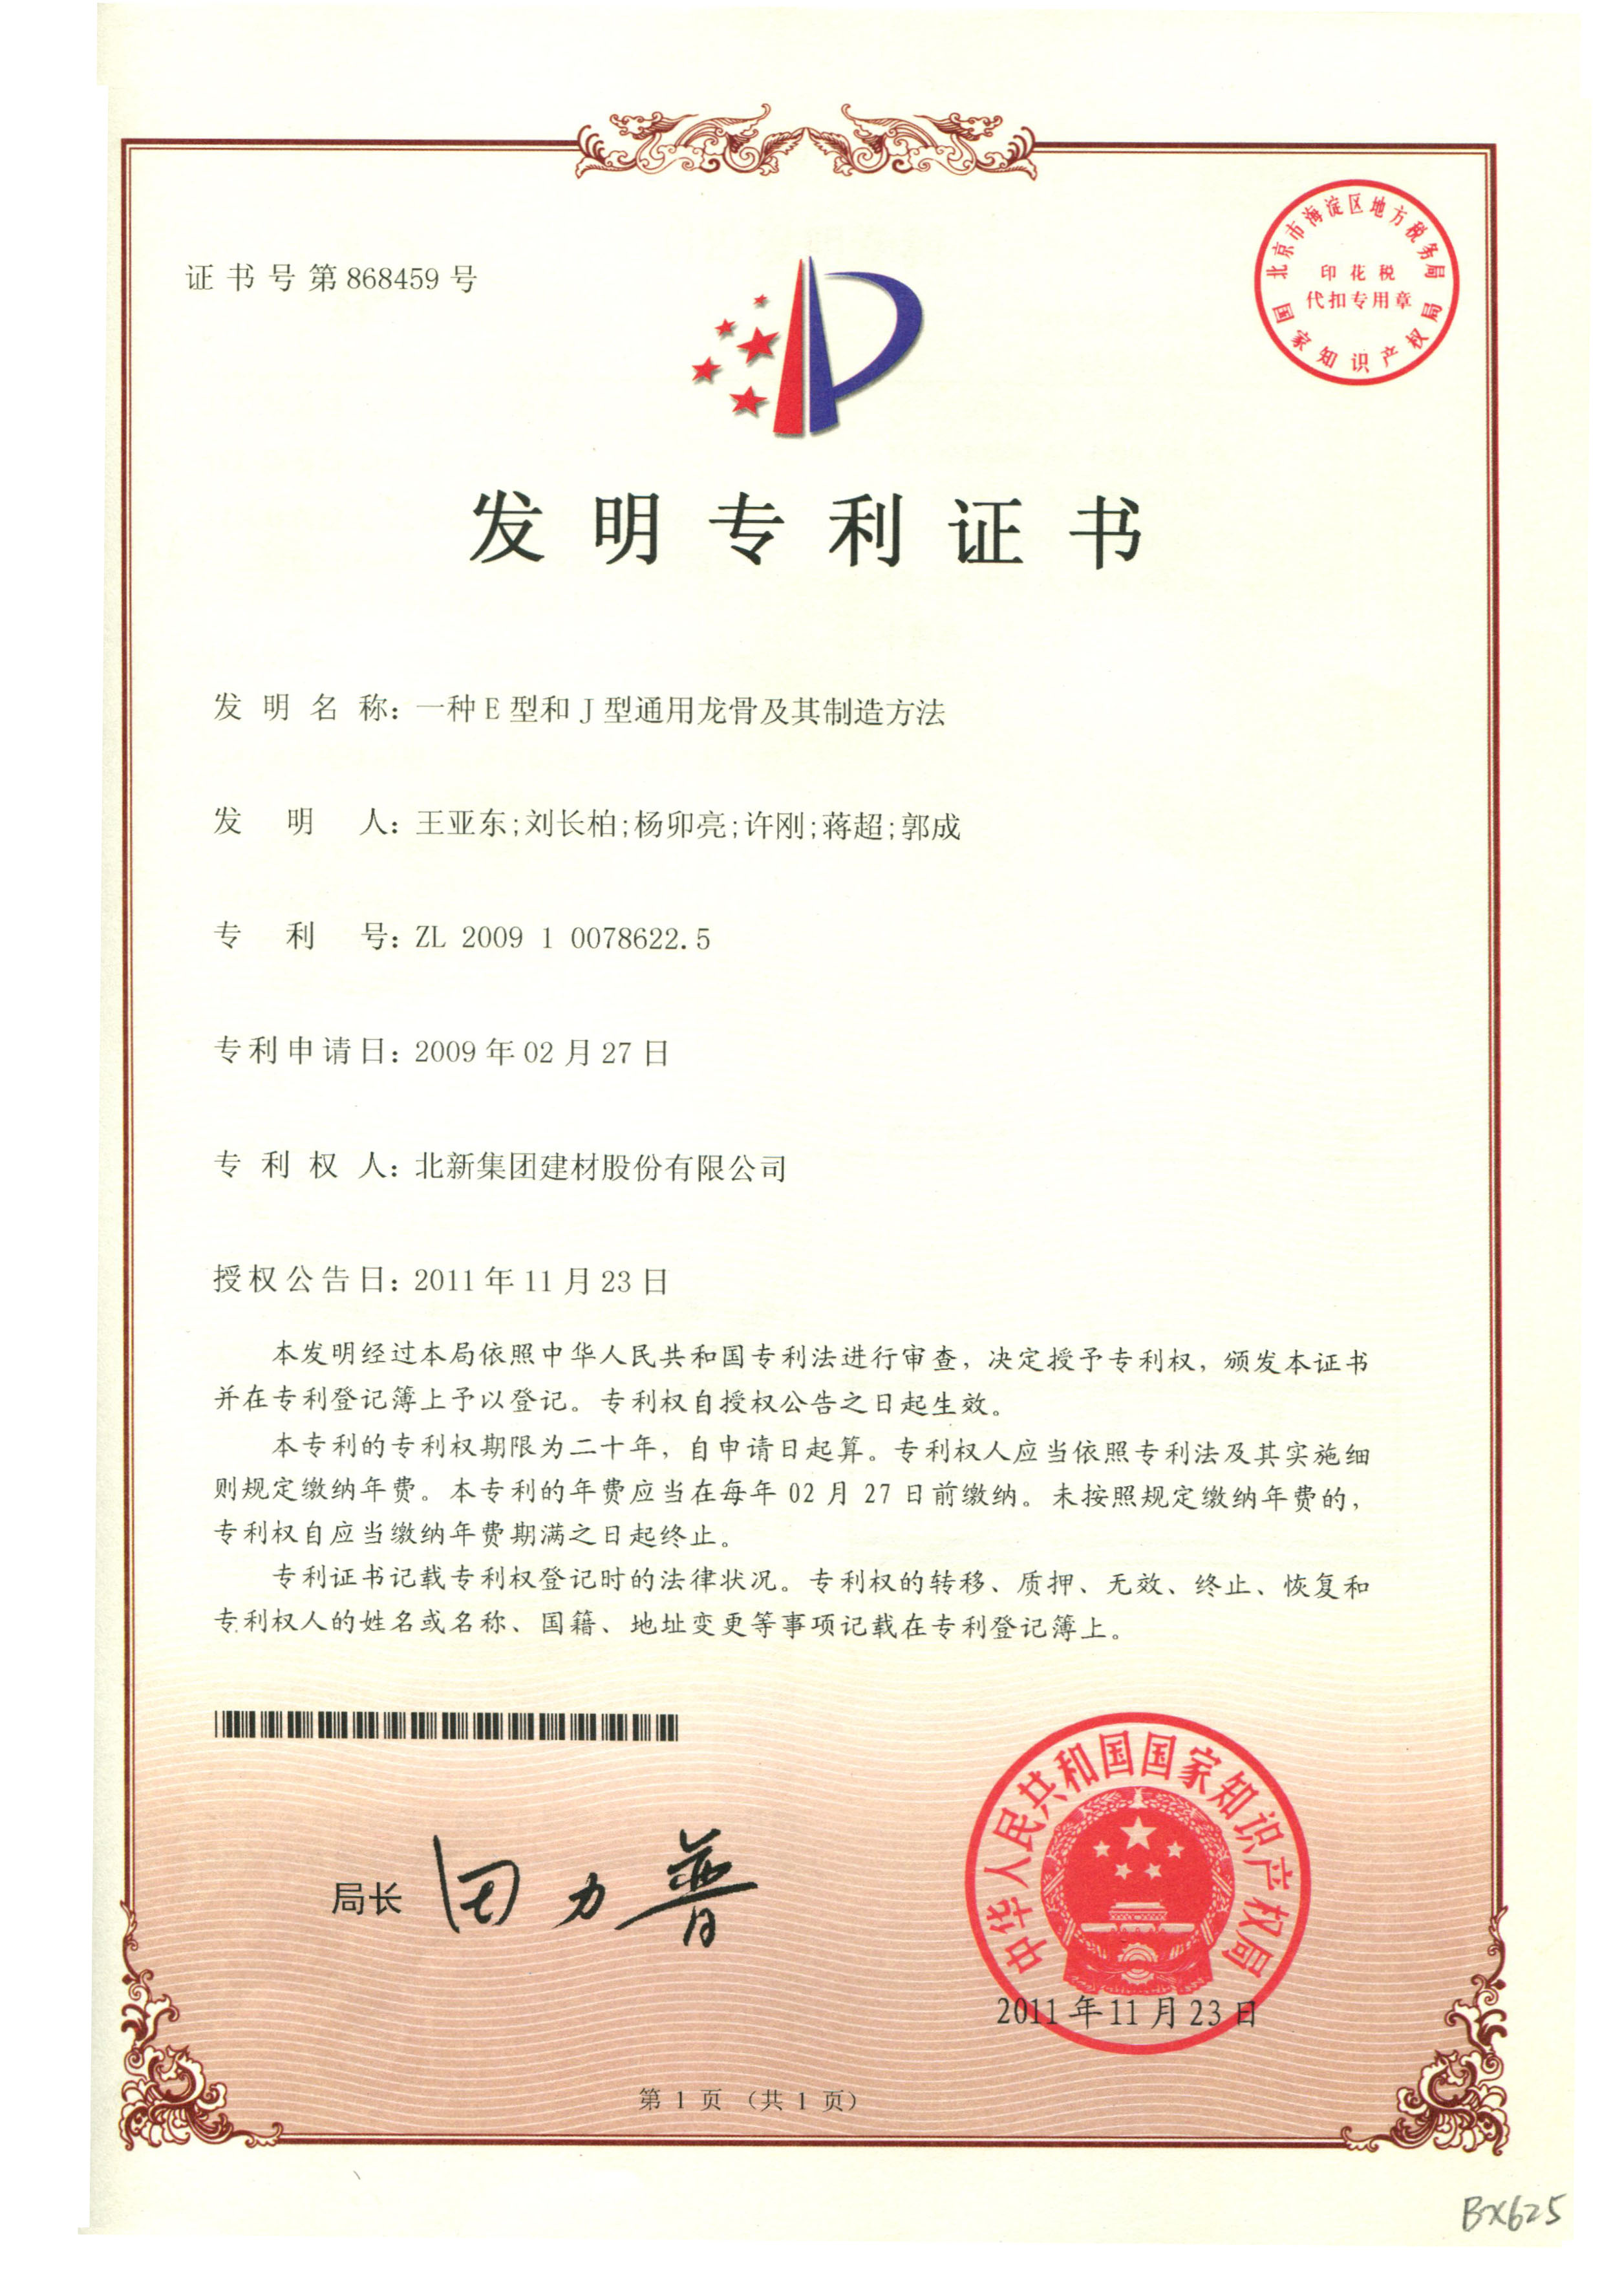 证书号第868459号
北京市海淀区地方税务局
印花税
代扣专用章
国家知识产权局
发明专利证书
发明名称：一种E型和J型通用龙骨及其制造方法
发明人：王亚东;刘长柏;杨卯亮;许刚;蒋超;郭成
专利号：ZL 2009 1 0078622.5
专利申请日：2009年02月27日
专利权人：北新集团建材股份有限公司
授权公告日：2011年11月23日
本发明经过本局依照中华人民共和国专利法进行审查，决定授予专利权，颁发本证书
并在专利登记簿上予以登记。专利权自授权公告之日起生效。
本专利的专利权期限为二十年，自申请日起算。专利权人应当依照专利法及其实施细
则规定缴纳年费。本专利的年费应当在每年02月27日前缴纳。未按照规定缴纳年费的，
专利权自应当缴纳年费期满之日起终止。
专利证书记载专利权登记时的法律状况。专利权的转移、质押、无效、终止、恢复和
专利权人的姓名或名称、国籍、地址变更等事项记载在专利登记簿上。
局长 田力普
中华人民共和国国家知识产权局
2011年11月23日
第1页（共1页）
BX625